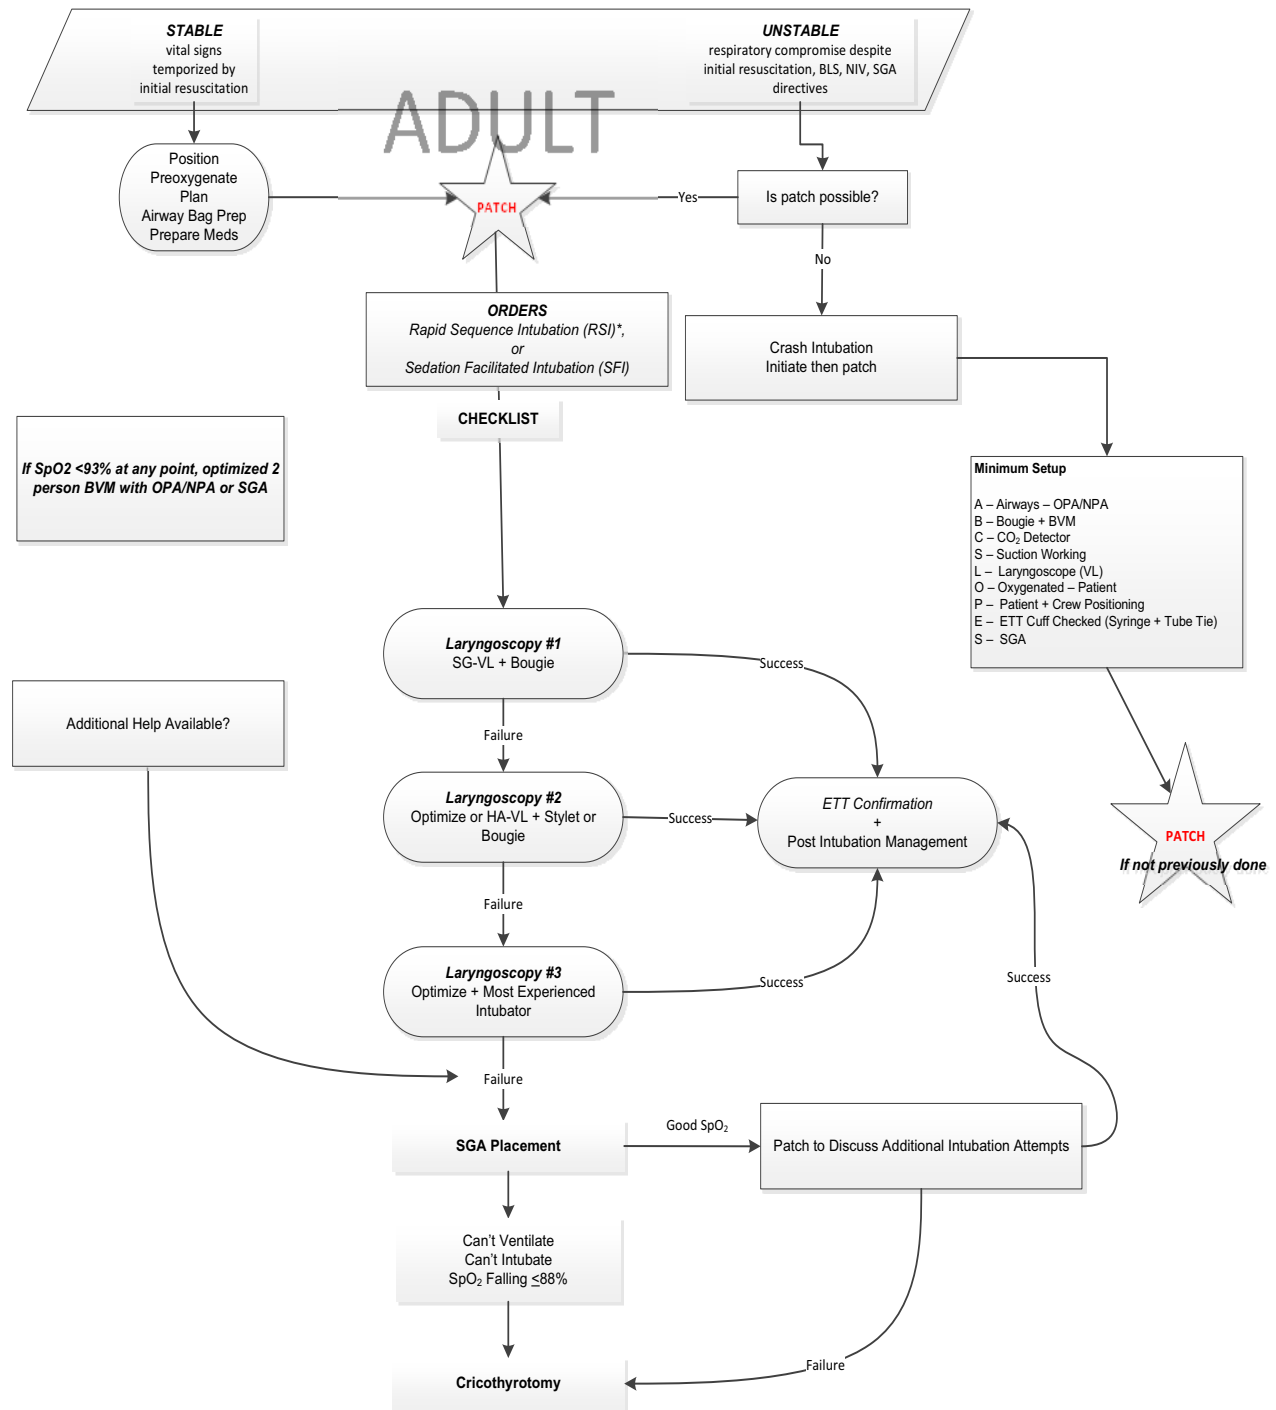 STABLE
vital signs
temporized by
initial resuscitation
UNSTABLE
respiratory compromise despite
initial resuscitation, BLS, NIV, SGA
directives
ADULT
Position
Preoxygenate
Plan
Airway Bag Prep
Prepare Meds
PATCH
Yes
Is patch possible?
No
ORDERS
Rapid Sequence Intubation (RSI)*,
or
Sedation Facilitated Intubation (SFI)
Crash Intubation
Initiate then patch
CHECKLIST
If SpO2 <93% at any point, optimized 2
person BVM with OPA/NPA or SGA
Minimum Setup
A – Airways – OPA/NPA
B – Bougie + BVM
C – CO₂ Detector
S – Suction Working
L – Laryngoscope (VL)
O – Oxygenated – Patient
P – Patient + Crew Positioning
E – ETT Cuff Checked (Syringe + Tube Tie)
S – SGA
Laryngoscopy #1
SG-VL + Bougie
Success
Additional Help Available?
Failure
Laryngoscopy #2
Optimize or HA-VL + Stylet or
Bougie
Success
ETT Confirmation
+
Post Intubation Management
PATCH
If not previously done
Failure
Laryngoscopy #3
Optimize + Most Experienced
Intubator
Success
Success
Failure
SGA Placement
Good SpO₂
Patch to Discuss Additional Intubation Attempts
Can't Ventilate
Can't Intubate
SpO₂ Falling ≤88%
Failure
Cricothyrotomy